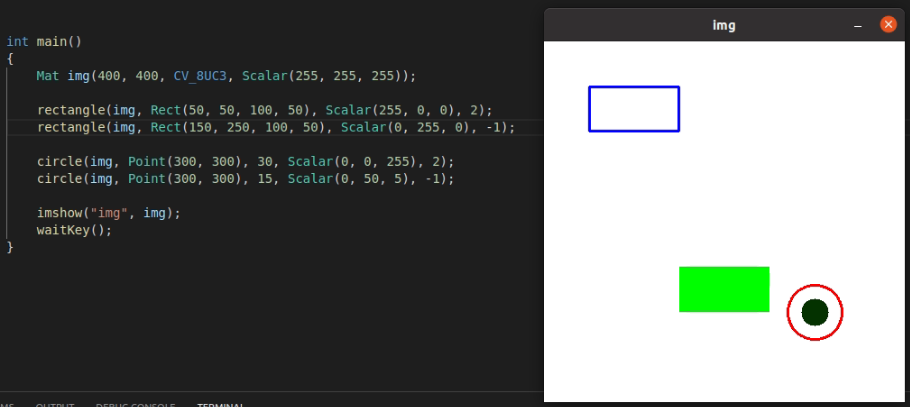 int main()
{
    Mat img(400, 400, CV_8UC3, Scalar(255, 255, 255));
    rectangle(img, Rect(50, 50, 100, 50), Scalar(255, 0, 0), 2);
    rectangle(img, Rect(150, 250, 100, 50), Scalar(0, 255, 0), -1);
    circle(img, Point(300, 300), 30, Scalar(0, 0, 255), 2);
    circle(img, Point(300, 300), 15, Scalar(0, 50, 5), -1);
    imshow("img", img);
    waitKey();
}
img
OUTPUT DEBUG CONSOLE TERMINAL